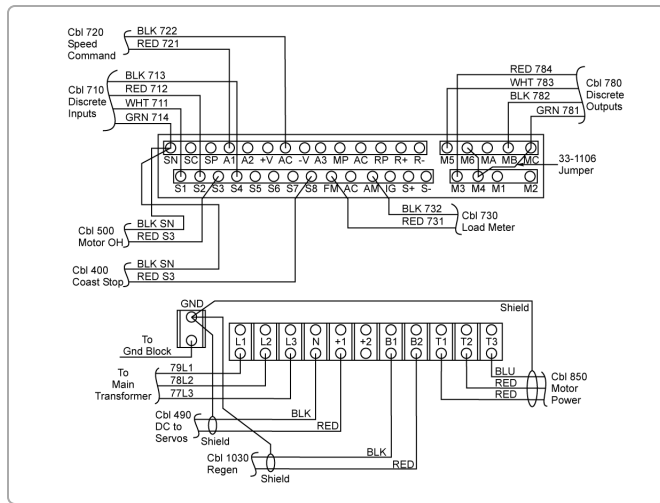 Cbl 720
Speed
Command
BLK 722
RED 721
Cbl 710
Discrete
Inputs
BLK 713
RED 712
WHT 711
GRN 714
RED 784
WHT 783
BLK 782
GRN 781
Cbl 780
Discrete
Outputs
SN SC SP A1 A2 +V AC -V A3 MP AC RP R+ R-
M5 M6 MA MB MC
33-1106
Jumper
S1 S2 S3 S4 S5 S6 S7 S8 FM AC AM IG S+ S-
M3 M4 M1 M2
Cbl 500
Motor OH
BLK SN
RED S3
BLK 732
RED 731
Cbl 730
Load Meter
Cbl 400
Coast Stop
BLK SN
RED S3
GND
Shield
To
Gnd Block
L1 L2 L3 N +1 +2 B1 B2 T1 T2 T3
To
Main
Transformer
79L1
78L2
77L3
BLU
RED
RED
Cbl 850
Motor
Power
Cbl 490
DC to
Servos
BLK
RED
Shield
Cbl 1030
Regen
BLK
RED
Shield